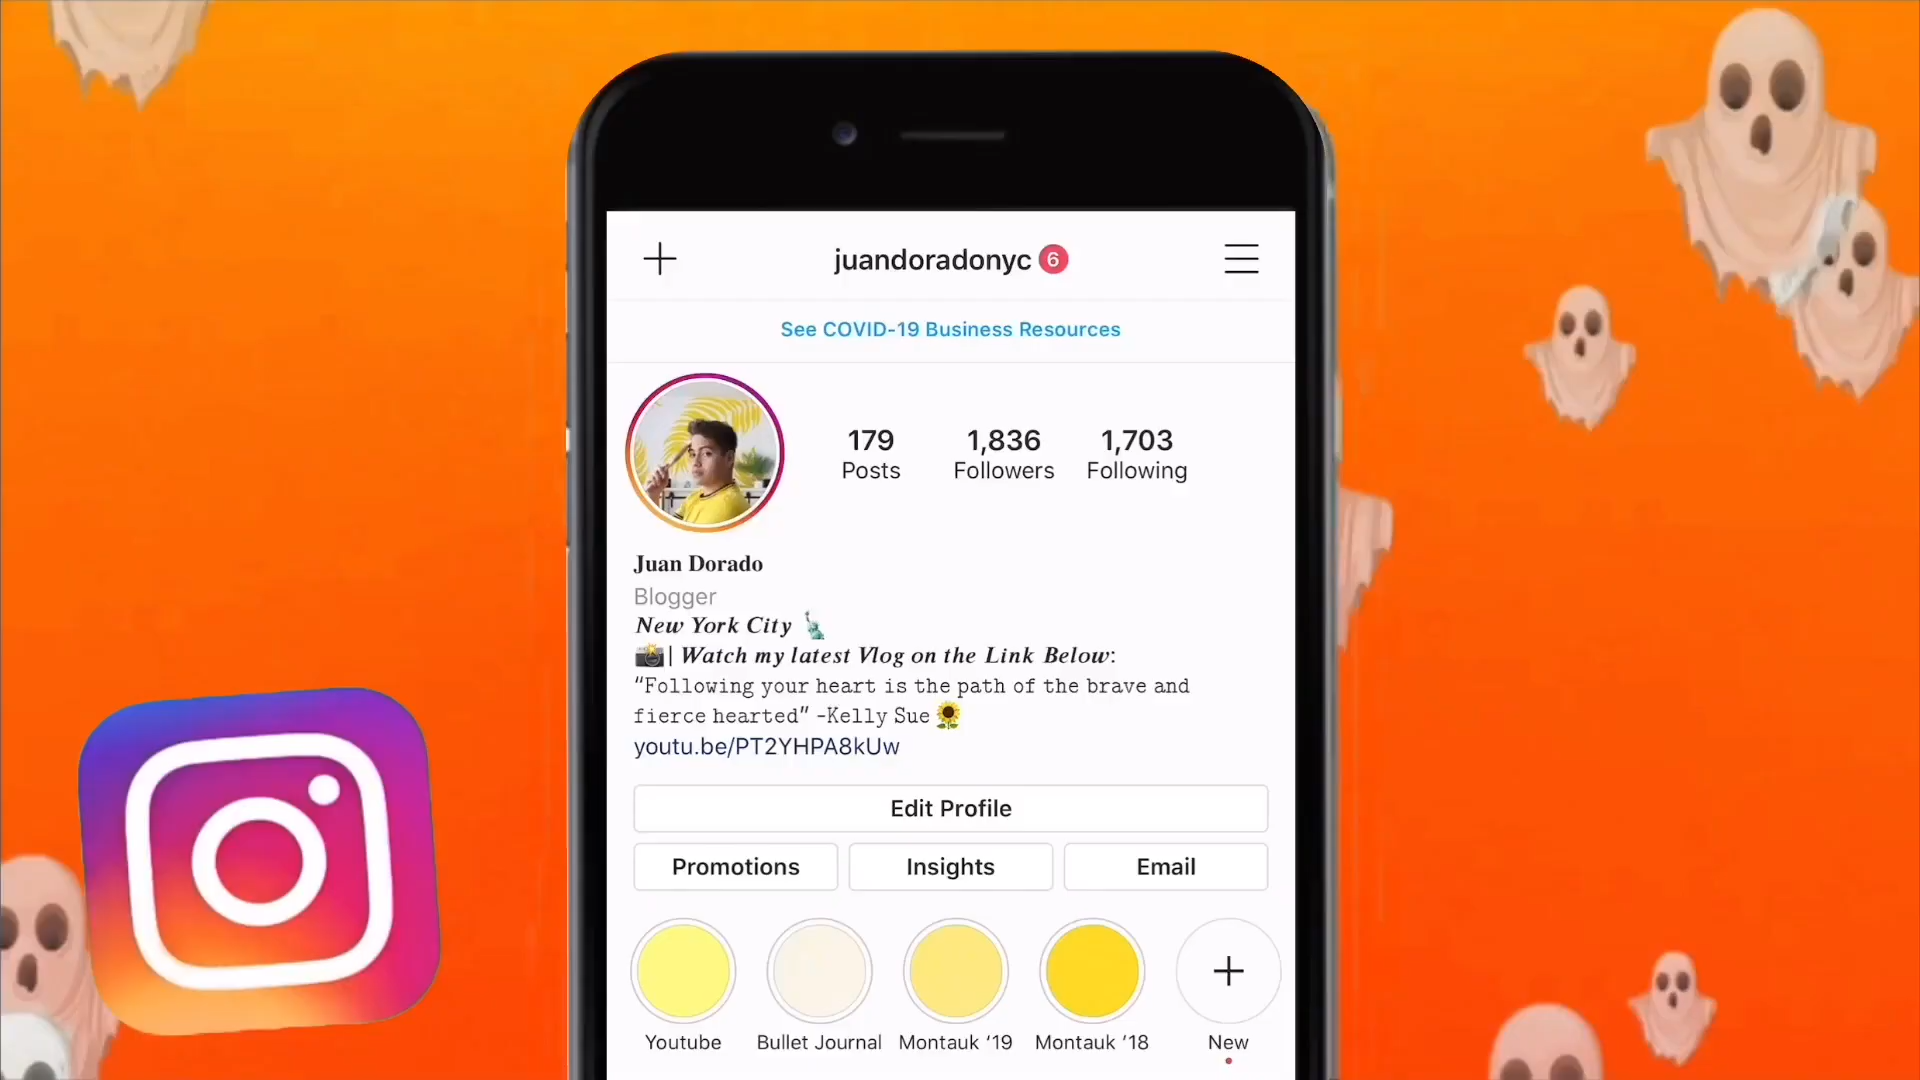 juandoradonyc 6
See COVID-19 Business Resources
179 1,836 1,703
Posts Followers Following
Juan Dorado
Blogger
New York City 🗽
📸| Watch my latest Vlog on the Link Below:
“Following your heart is the path of the brave and
fierce hearted” -Kelly Sue 🌻
youtu.be/PT2YHPA8kUw
Edit Profile
Promotions Insights Email
Youtube Bullet Journal Montauk ‘19 Montauk ’18 New